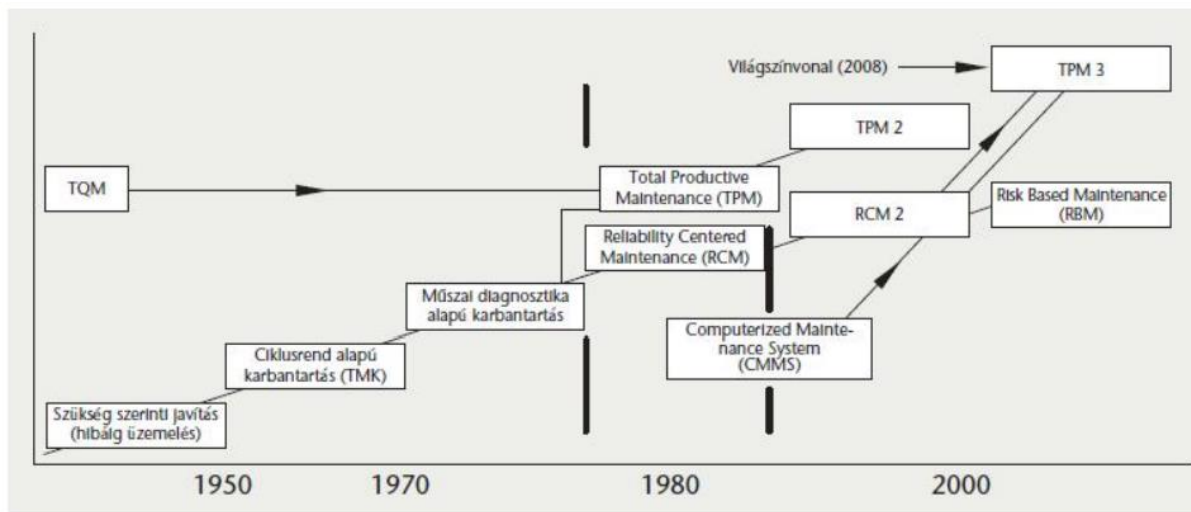 Világszínvonal (2008)
TPM 3
TPM 2
TQM
Total Productive
Maintenance (TPM)
Risk Based Maintenance
(RBM)
RCM 2
Reliability Centered
Maintenance (RCM)
Műszai diagnosztika
alapú karbantartás
Computerized Mainte-
nance System
(CMMS)
Ciklusrend alapú
karbantartás (TMK)
Szükség szerinti javítás
(hibáig üzemelés)
1950
1970
1980
2000